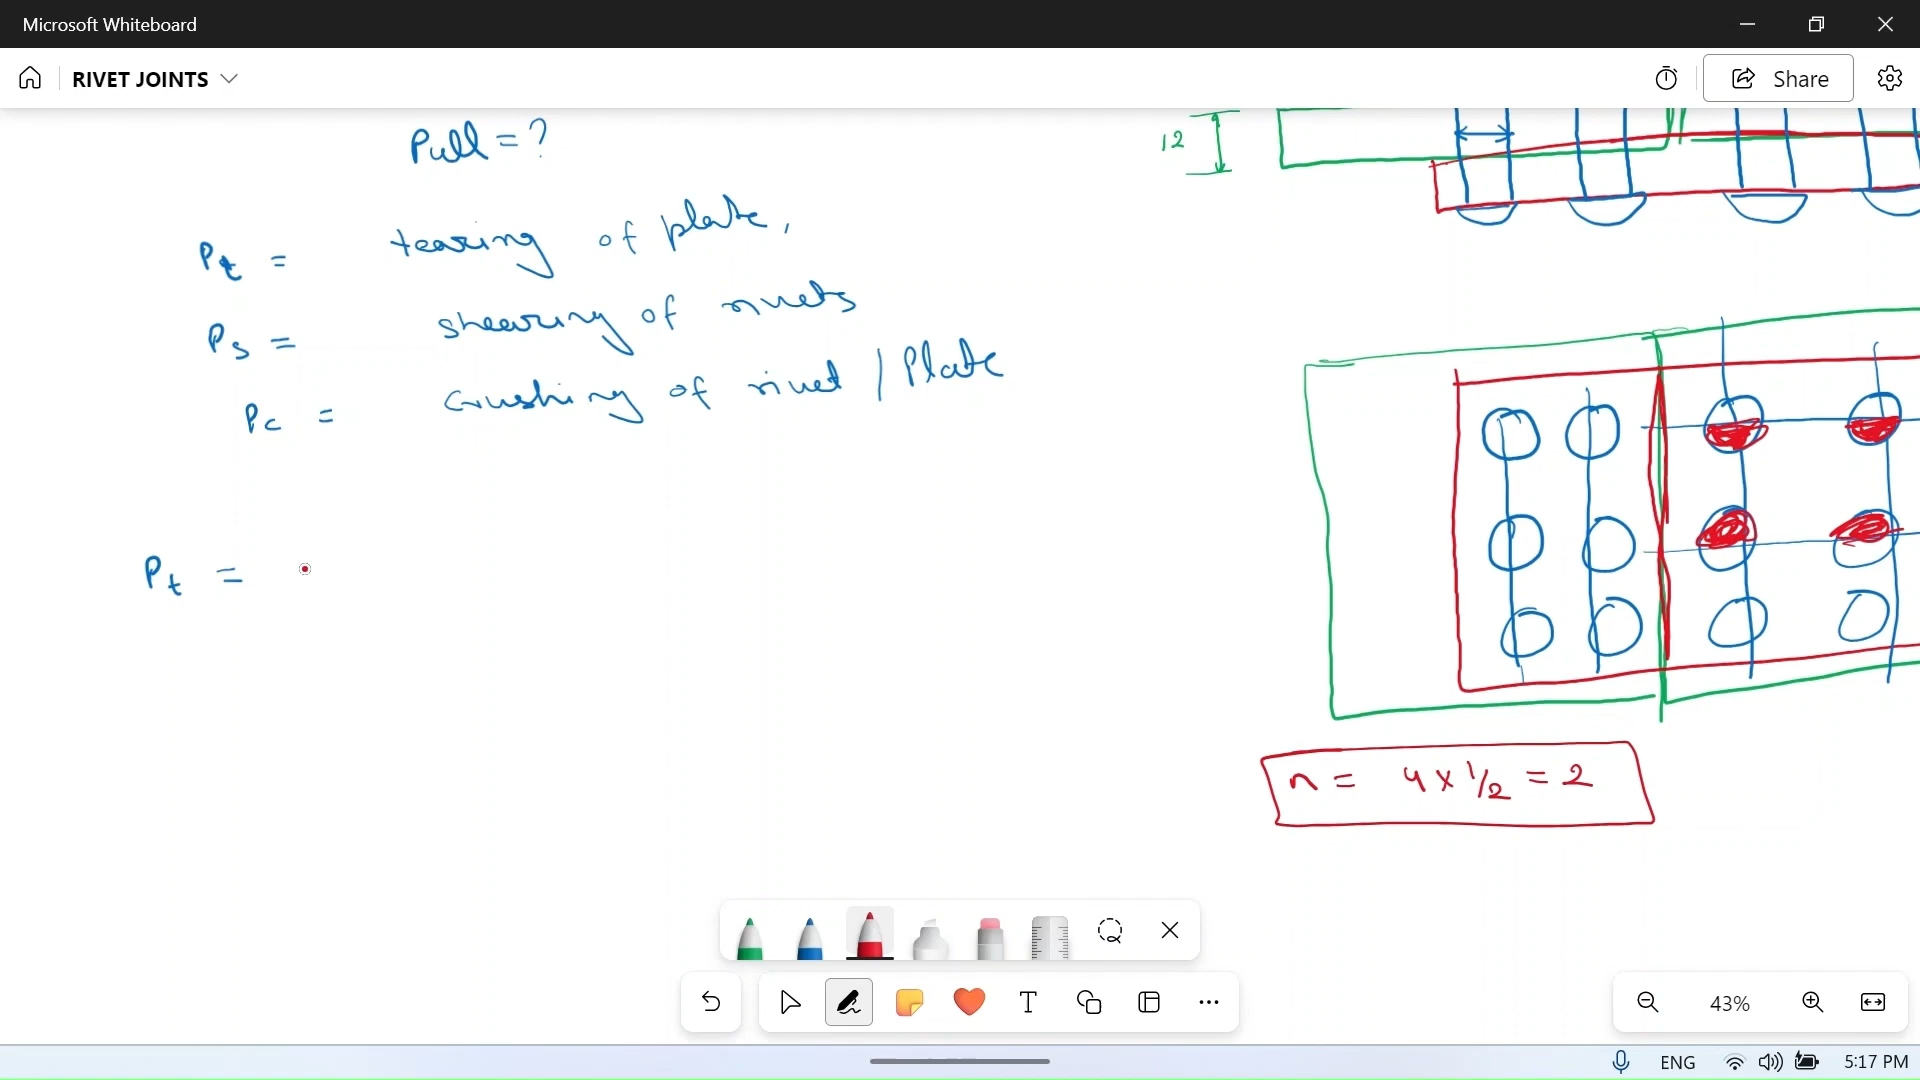 Microsoft Whiteboard
RIVET JOINTS
Share
Pull = ?
12
Pt = tearing of plate,
Ps = shearing of rivets
Pc = crushing of rivet / Plate
Pt =
n = 4 x 1/2 = 2
T
43%
ENG
5:17 PM